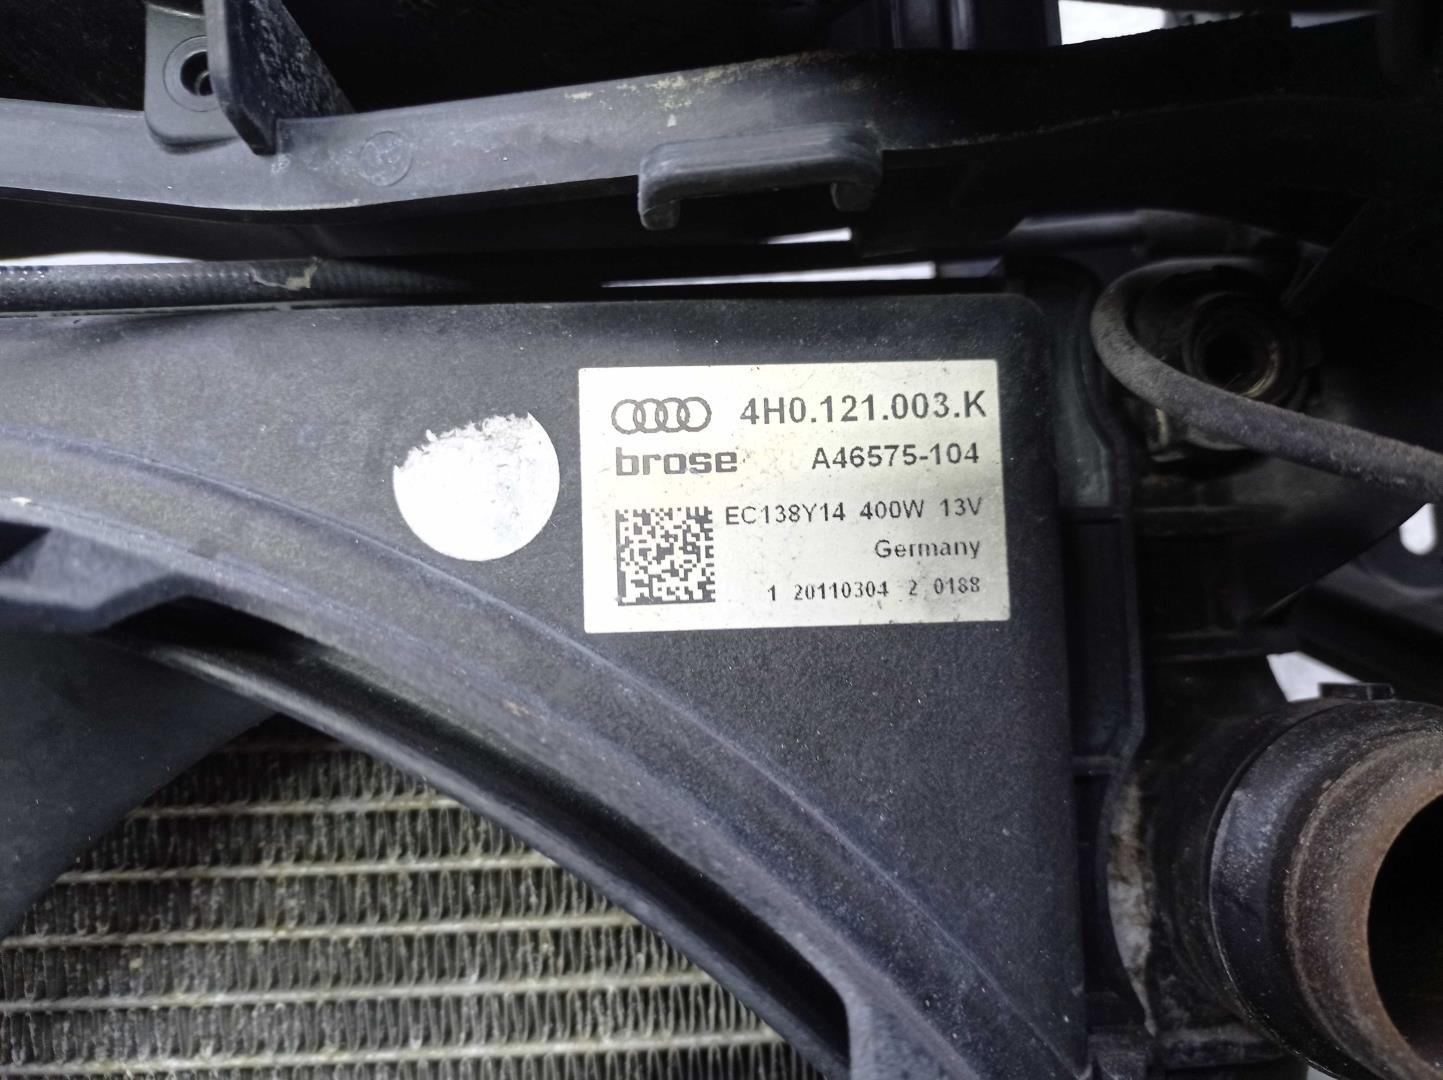 4H0.121.003.K
brose A46575-104
EC138Y14 400W 13V
Germany
1 20110304 2 0188